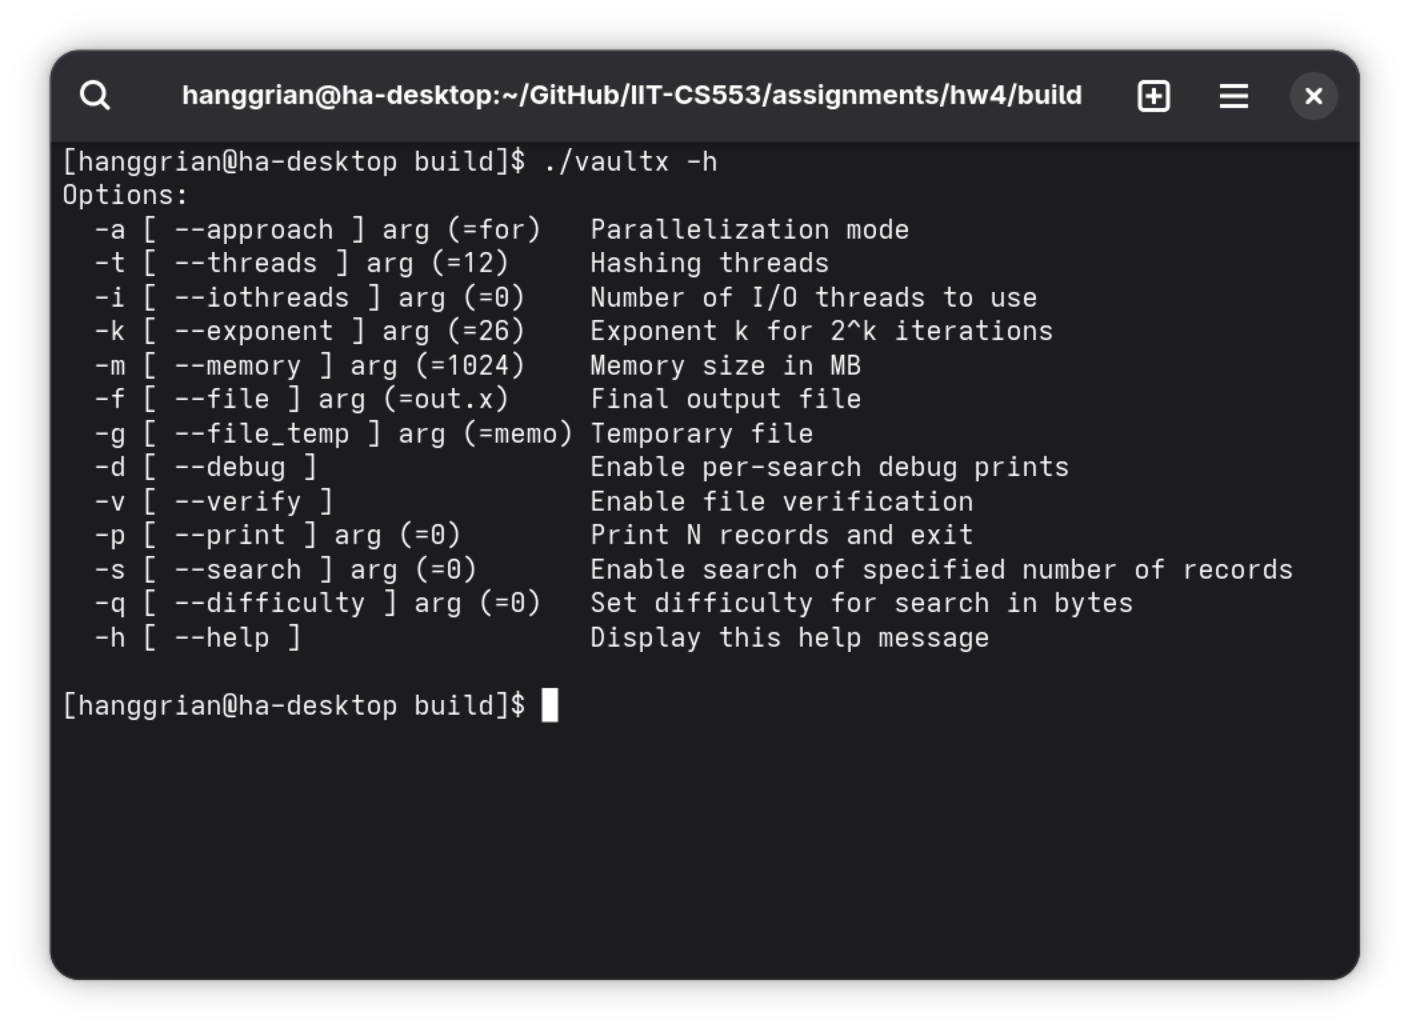 hanggrian@ha-desktop:~/GitHub/IIT-CS553/assignments/hw4/build
[hanggrian@ha-desktop build]$ ./vaultx -h
Options:
  -a [ --approach ] arg (=for)   Parallelization mode
  -t [ --threads ] arg (=12)     Hashing threads
  -i [ --iothreads ] arg (=0)    Number of I/O threads to use
  -k [ --exponent ] arg (=26)    Exponent k for 2^k iterations
  -m [ --memory ] arg (=1024)    Memory size in MB
  -f [ --file ] arg (=out.x)     Final output file
  -g [ --file_temp ] arg (=memo) Temporary file
  -d [ --debug ]                 Enable per-search debug prints
  -v [ --verify ]                Enable file verification
  -p [ --print ] arg (=0)        Print N records and exit
  -s [ --search ] arg (=0)       Enable search of specified number of records
  -q [ --difficulty ] arg (=0)   Set difficulty for search in bytes
  -h [ --help ]                  Display this help message

[hanggrian@ha-desktop build]$